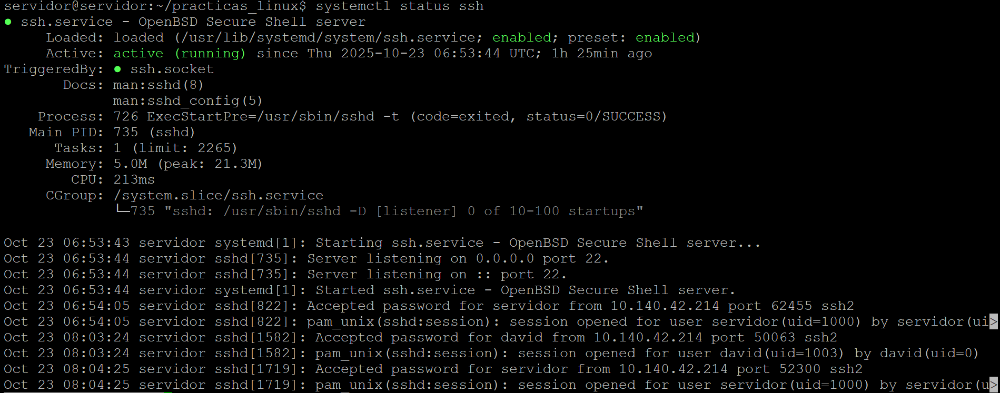 servidor@servidor:~/practicas_linux$ systemctl status ssh
● ssh.service - OpenBSD Secure Shell server
     Loaded: loaded (/usr/lib/systemd/system/ssh.service; enabled; preset: enabled)
     Active: active (running) since Thu 2025-10-23 06:53:44 UTC; 1h 25min ago
TriggeredBy: ● ssh.socket
       Docs: man:sshd(8)
             man:sshd_config(5)
    Process: 726 ExecStartPre=/usr/sbin/sshd -t (code=exited, status=0/SUCCESS)
   Main PID: 735 (sshd)
      Tasks: 1 (limit: 2265)
     Memory: 5.0M (peak: 21.3M)
        CPU: 213ms
     CGroup: /system.slice/ssh.service
             └─735 "sshd: /usr/sbin/sshd -D [listener] 0 of 10-100 startups"

Oct 23 06:53:43 servidor systemd[1]: Starting ssh.service - OpenBSD Secure Shell server...
Oct 23 06:53:44 servidor sshd[735]: Server listening on 0.0.0.0 port 22.
Oct 23 06:53:44 servidor sshd[735]: Server listening on :: port 22.
Oct 23 06:53:44 servidor systemd[1]: Started ssh.service - OpenBSD Secure Shell server.
Oct 23 06:54:05 servidor sshd[822]: Accepted password for servidor from 10.140.42.214 port 62455 ssh2
Oct 23 06:54:05 servidor sshd[822]: pam_unix(sshd:session): session opened for user servidor(uid=1000) by servidor(ui>
Oct 23 08:03:24 servidor sshd[1582]: Accepted password for david from 10.140.42.214 port 50063 ssh2
Oct 23 08:03:24 servidor sshd[1582]: pam_unix(sshd:session): session opened for user david(uid=1003) by david(uid=0)
Oct 23 08:04:25 servidor sshd[1719]: Accepted password for servidor from 10.140.42.214 port 52300 ssh2
Oct 23 08:04:25 servidor sshd[1719]: pam_unix(sshd:session): session opened for user servidor(uid=1000) by servidor(u>